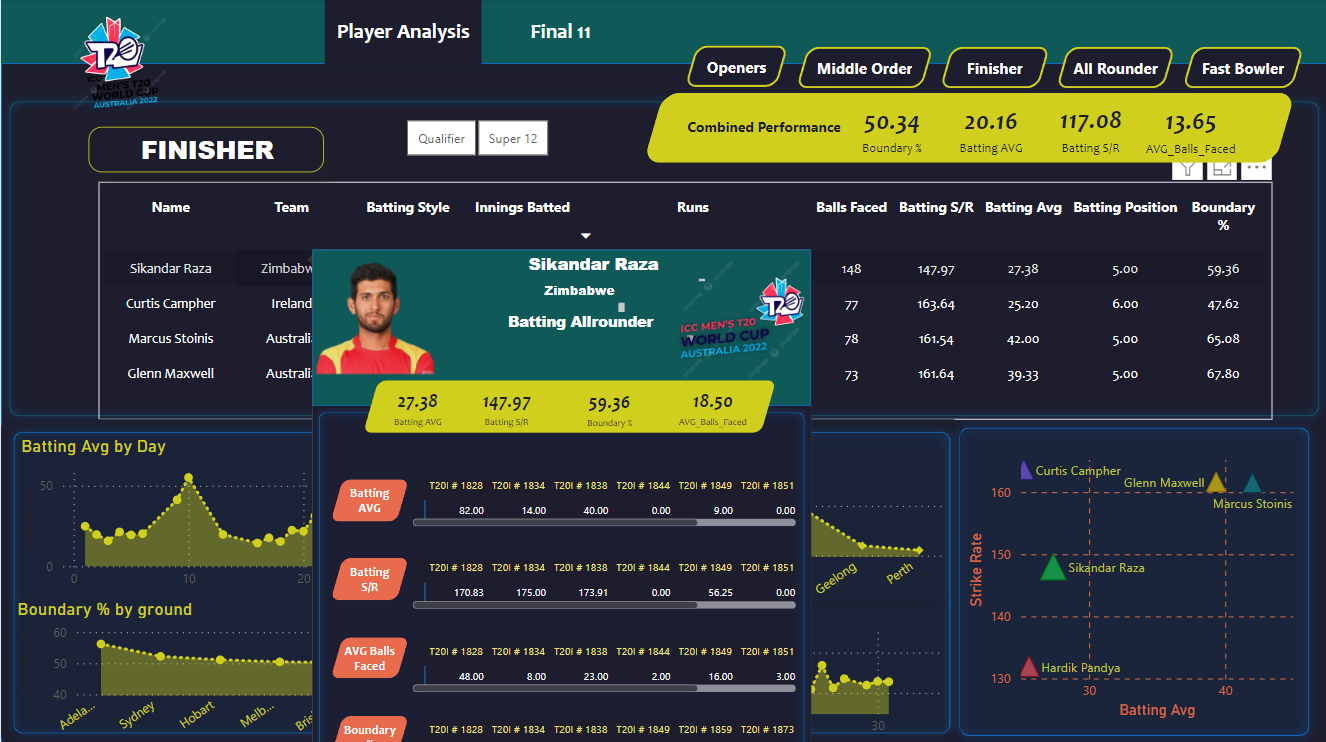 Player Analysis
Final 11
T20
ICC MEN'S T20
WORLD CUP
AUSTRALIA 2022
Openers
Middle Order
Finisher
All Rounder
Fast Bowler
FINISHER
Qualifier
Super 12
Combined Performance
50.34 20.16 117.08 13.65
Boundary % Batting AVG Batting S/R AVG_Balls_Faced
Name Team Batting Style Innings Batted Runs Balls Faced Batting S/R Batting Avg Batting Position Boundary
%
Sikandar Raza 148 147.97 27.38 5.00 59.36
Curtis Campher Ireland 77 163.64 25.20 6.00 47.62
Marcus Stoinis 78 161.54 42.00 5.00 65.08
Glenn Maxwell 73 161.64 39.33 5.00 67.80
Sikandar Raza
Zimbabwe
Batting Allrounder
T20
ICC MEN'S T20
WORLD CUP
AUSTRALIA 2022
27.38 147.97 59.36 18.50
Batting AVG Batting S/R Boundary % AVG_Balls_Faced
Batting
AVG
T20I # 1828 T20I # 1834 T20I # 1838 T20I # 1844 T20I # 1849 T20I # 1851
82.00 14.00 40.00 0.00 9.00 0.00
Batting
S/R
T20I # 1828 T20I # 1834 T20I # 1838 T20I # 1844 T20I # 1849 T20I # 1851
170.83 175.00 173.91 0.00 56.25 0.00
AVG Balls
Faced
T20I # 1828 T20I # 1834 T20I # 1838 T20I # 1844 T20I # 1849 T20I # 1851
48.00 8.00 23.00 2.00 16.00 3.00
Boundary
T20I # 1828 T20I # 1834 T20I # 1838 T20I # 1844 T20I # 1859 T20I # 1873
Batting Avg by Day
50
0
0 10 20
Boundary % by ground
60
50
40
Adela...
Sydney
Hobart
Melb...
Geelong
Perth
30
Curtis Campher
Glenn Maxwell
Marcus Stoinis
Sikandar Raza
Hardik Pandya
Strike Rate
160
150
140
130
30 40
Batting Avg